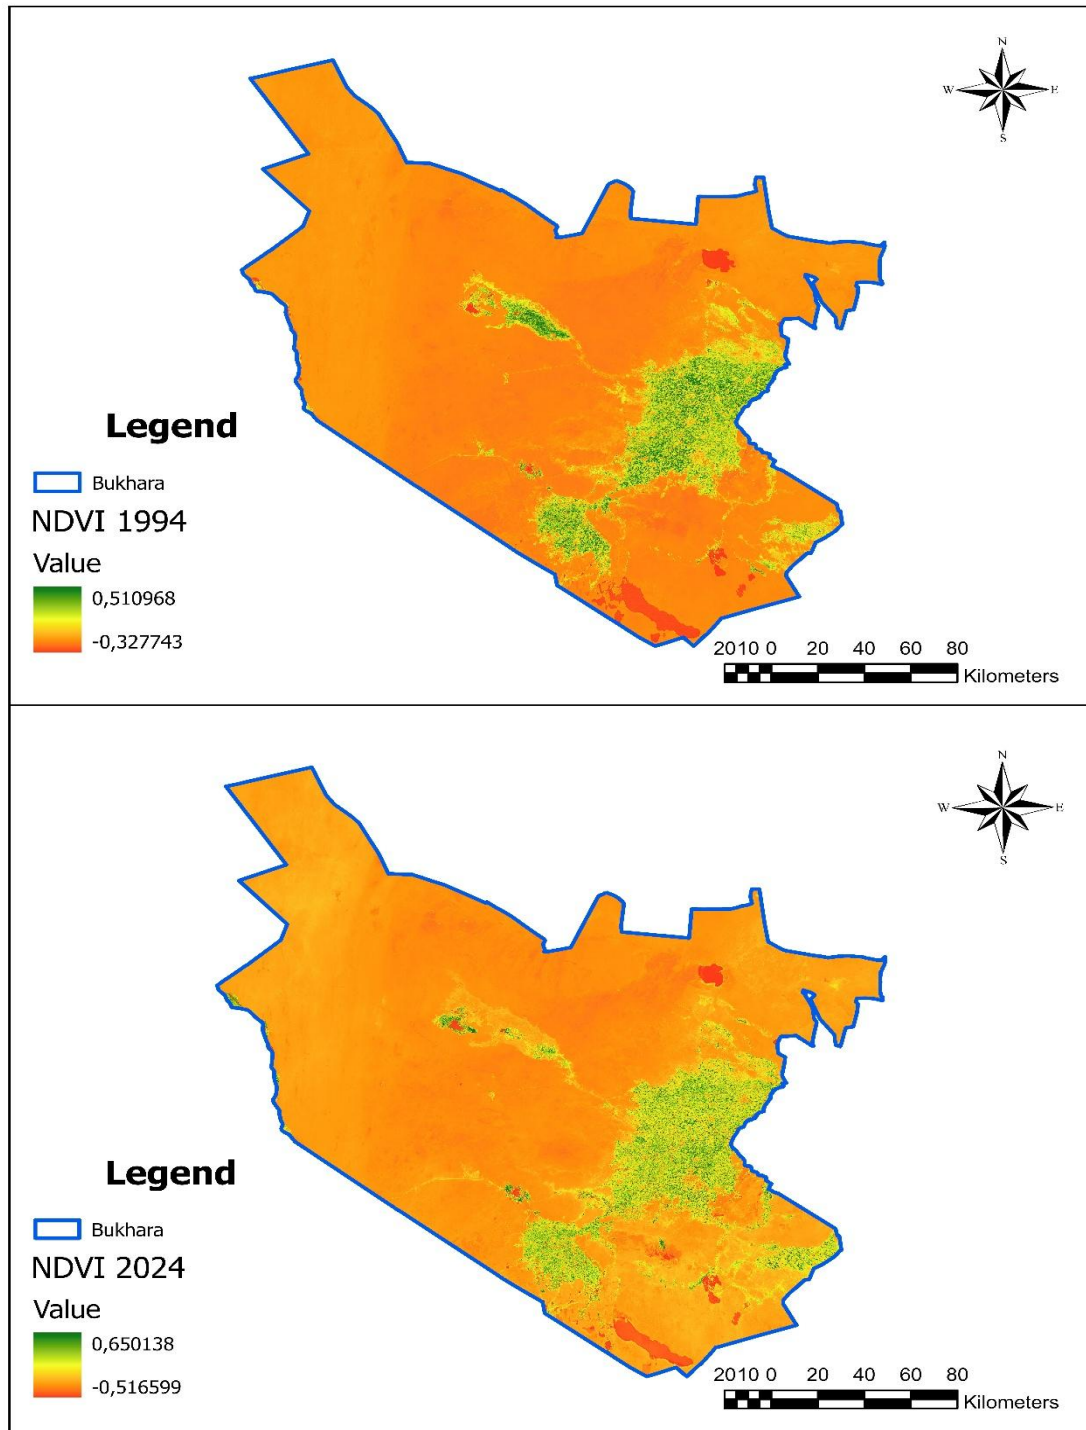 N
W E
S
Legend
Bukhara
NDVI 1994
Value
0,510968
-0,327743
2010 0 20 40 60 80
Kilometers
N
W E
S
Legend
Bukhara
NDVI 2024
Value
0,650138
-0,516599
2010 0 20 40 60 80
Kilometers